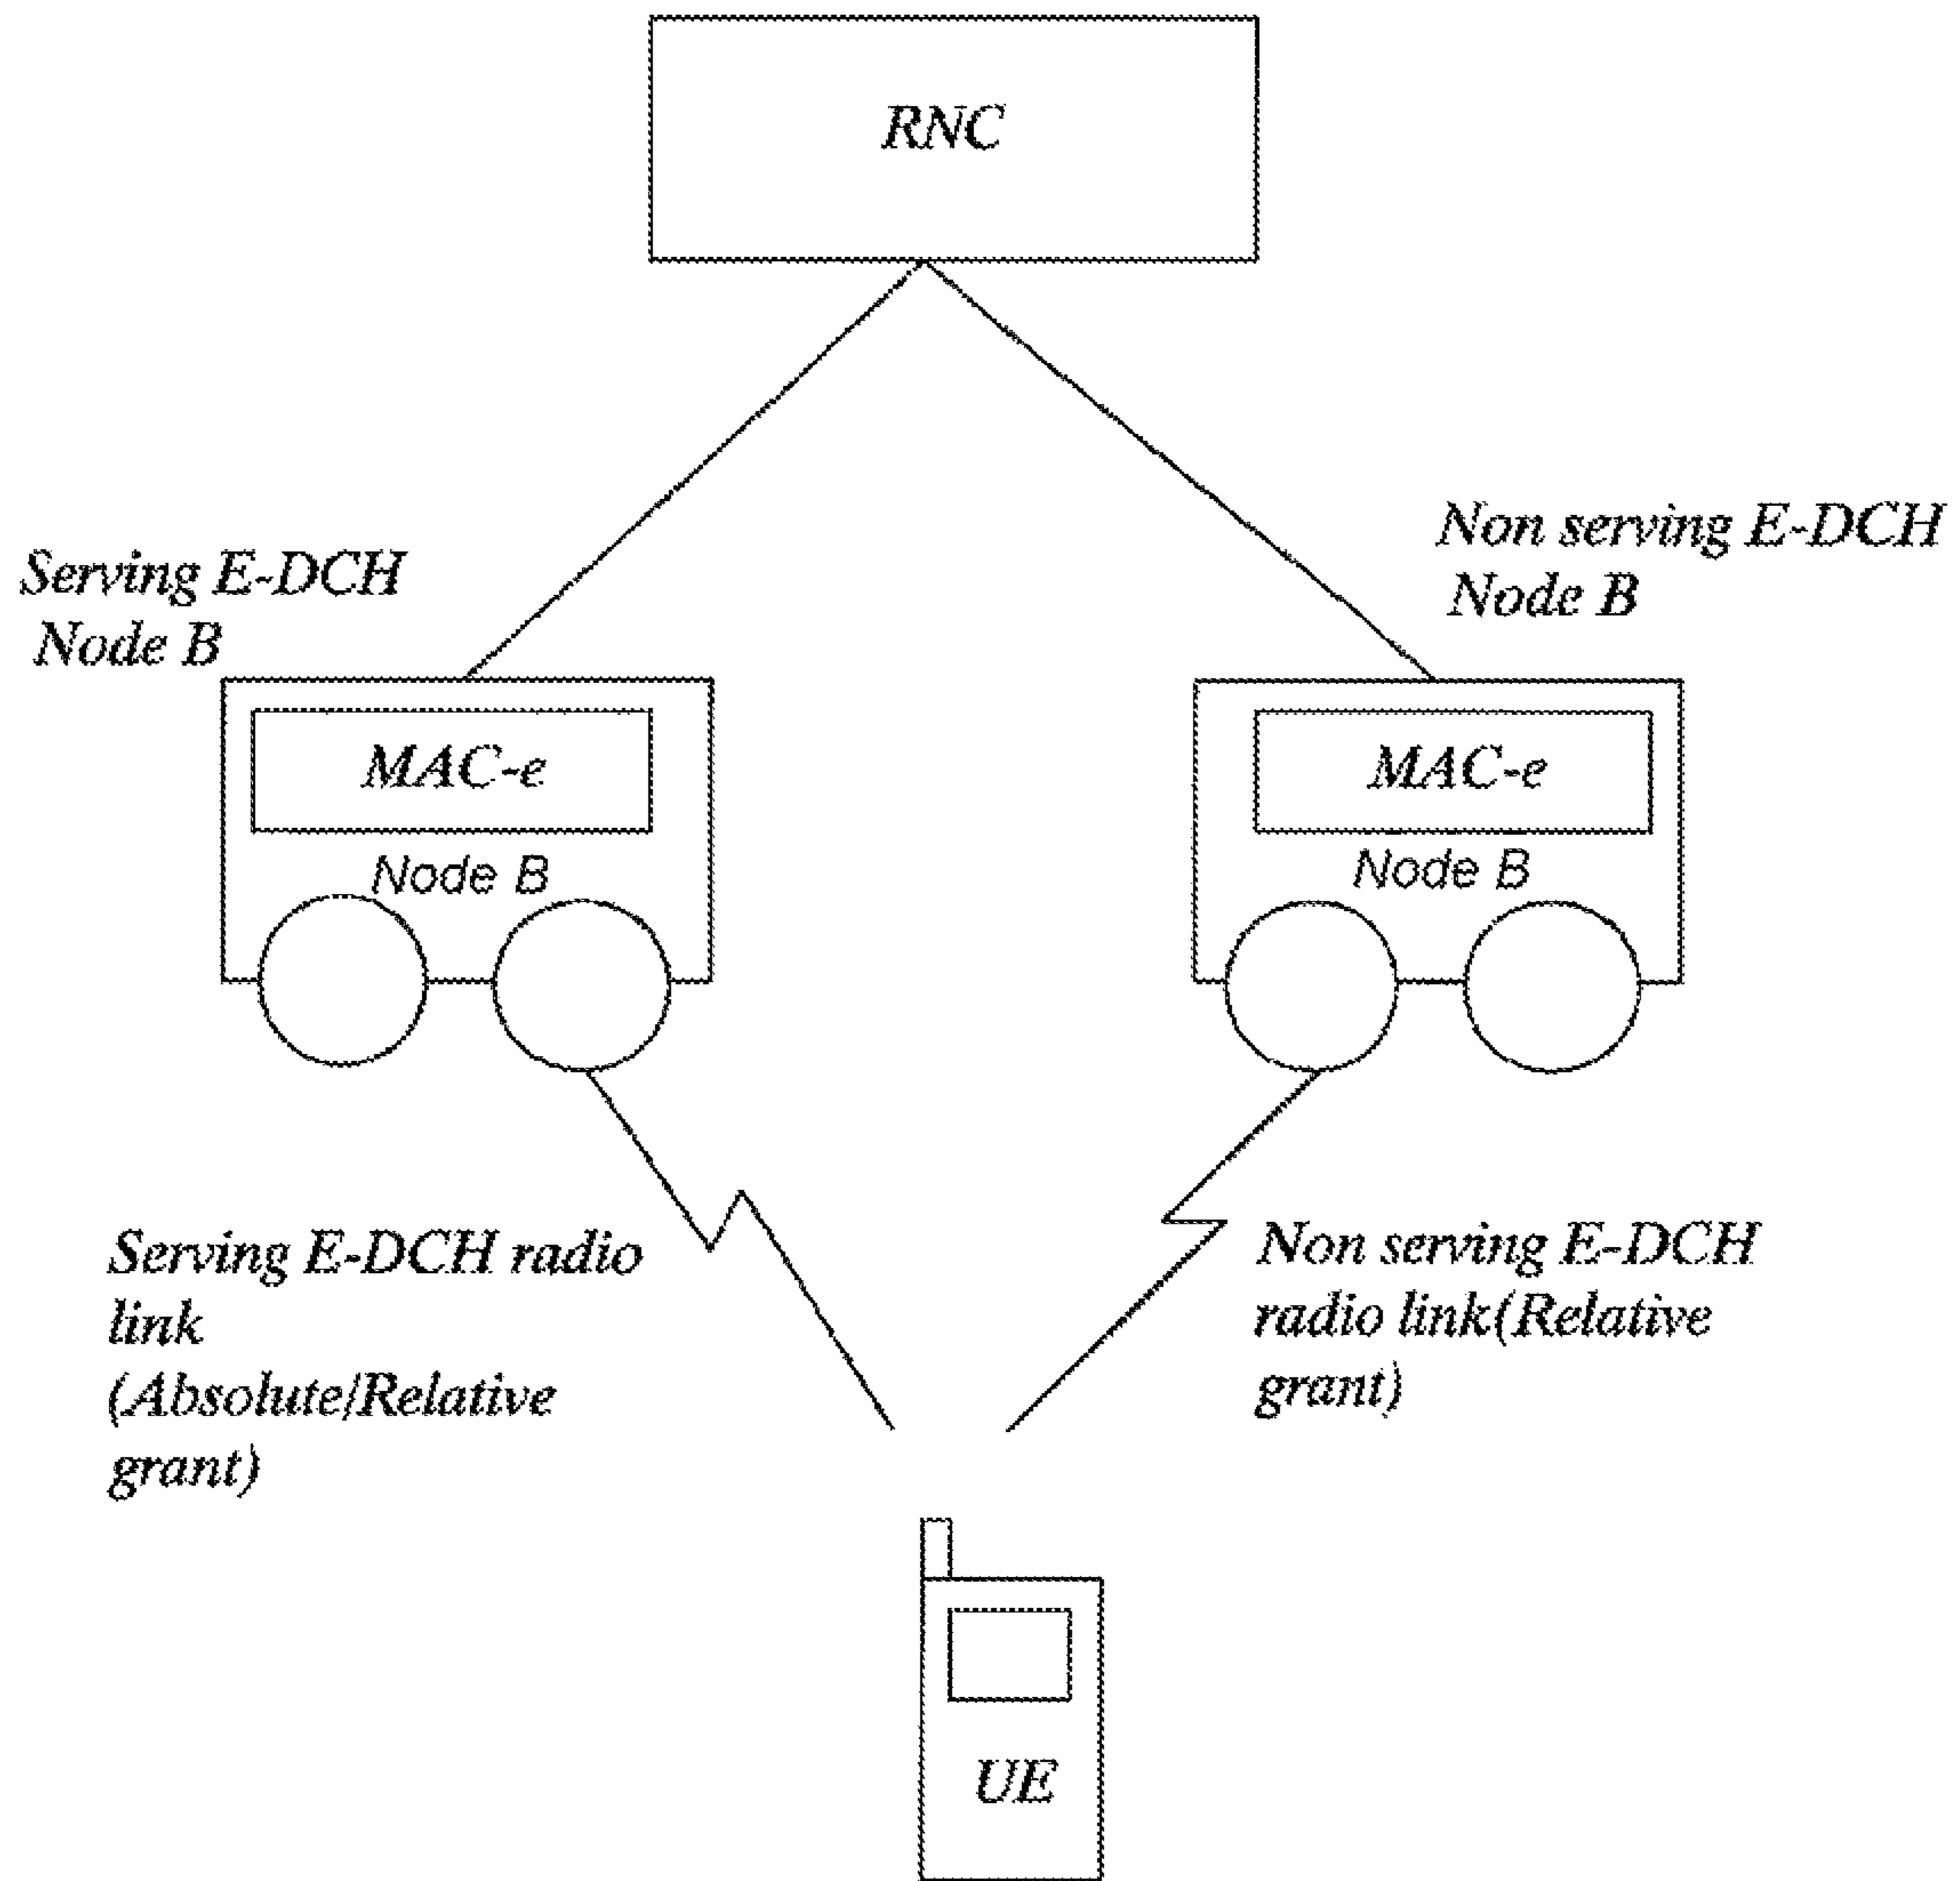 RNC
Serving E-DCH
Node B
Non serving E-DCH
Node B
MAC-e
Node B
MAC-e
Node B
Serving E-DCH radio
link
(Absolute/Relative
grant)
Non serving E-DCH
radio link(Relative
grant)
UE